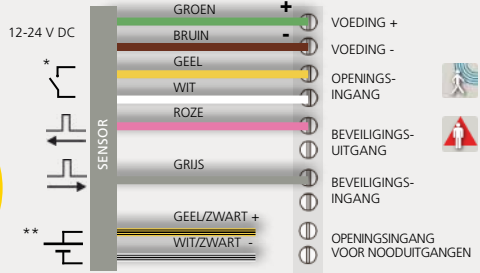 GROEN +
VOEDING +
12-24 V DC
BRUIN -
VOEDING -
GEEL
OPENINGS-
INGANG
*
WIT
ROZE
BEVEILIGINGS-
UITGANG
SENSOR
GRIJS
BEVEILIGINGS-
INGANG
GEEL/ZWART +
**
WIT/ZWART -
OPENINGSINGANG
VOOR NOODUITGANGEN